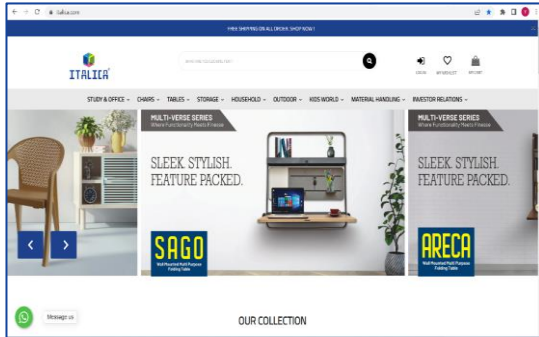 italica.com
FREE SHIPPING ON ALL ORDER. SHOP NOW !
ITALICA
LOG IN
MY WISHLIST
MY CART
STUDY & OFFICE
CHAIRS
TABLES
STORAGE
HOUSEHOLD
OUTDOOR
KIDS WORLD
MATERIAL HANDLING
INVESTOR RELATIONS
MULTI-VERSE SERIES
Where Functionality Meets Finesse
SLEEK. STYLISH.
FEATURE PACKED.
SAGO
Wall Mounted Multi Purpose
Folding Table
MULTI-VERSE SERIES
Where Functionality Meets Finesse
SLEEK. STYLISH.
FEATURE PACKED.
ARECA
Wall Mounted Multi Purpose
Folding Table
Message us
OUR COLLECTION